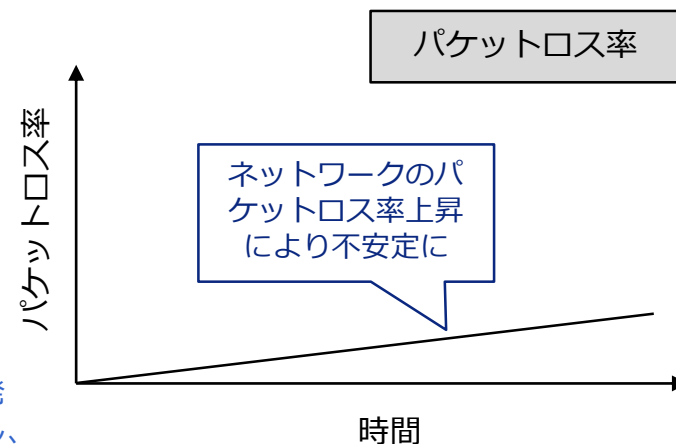 パケットロス率
パケットロス率
ネットワークのパ
ケットロス率上昇
により不安定に
時間